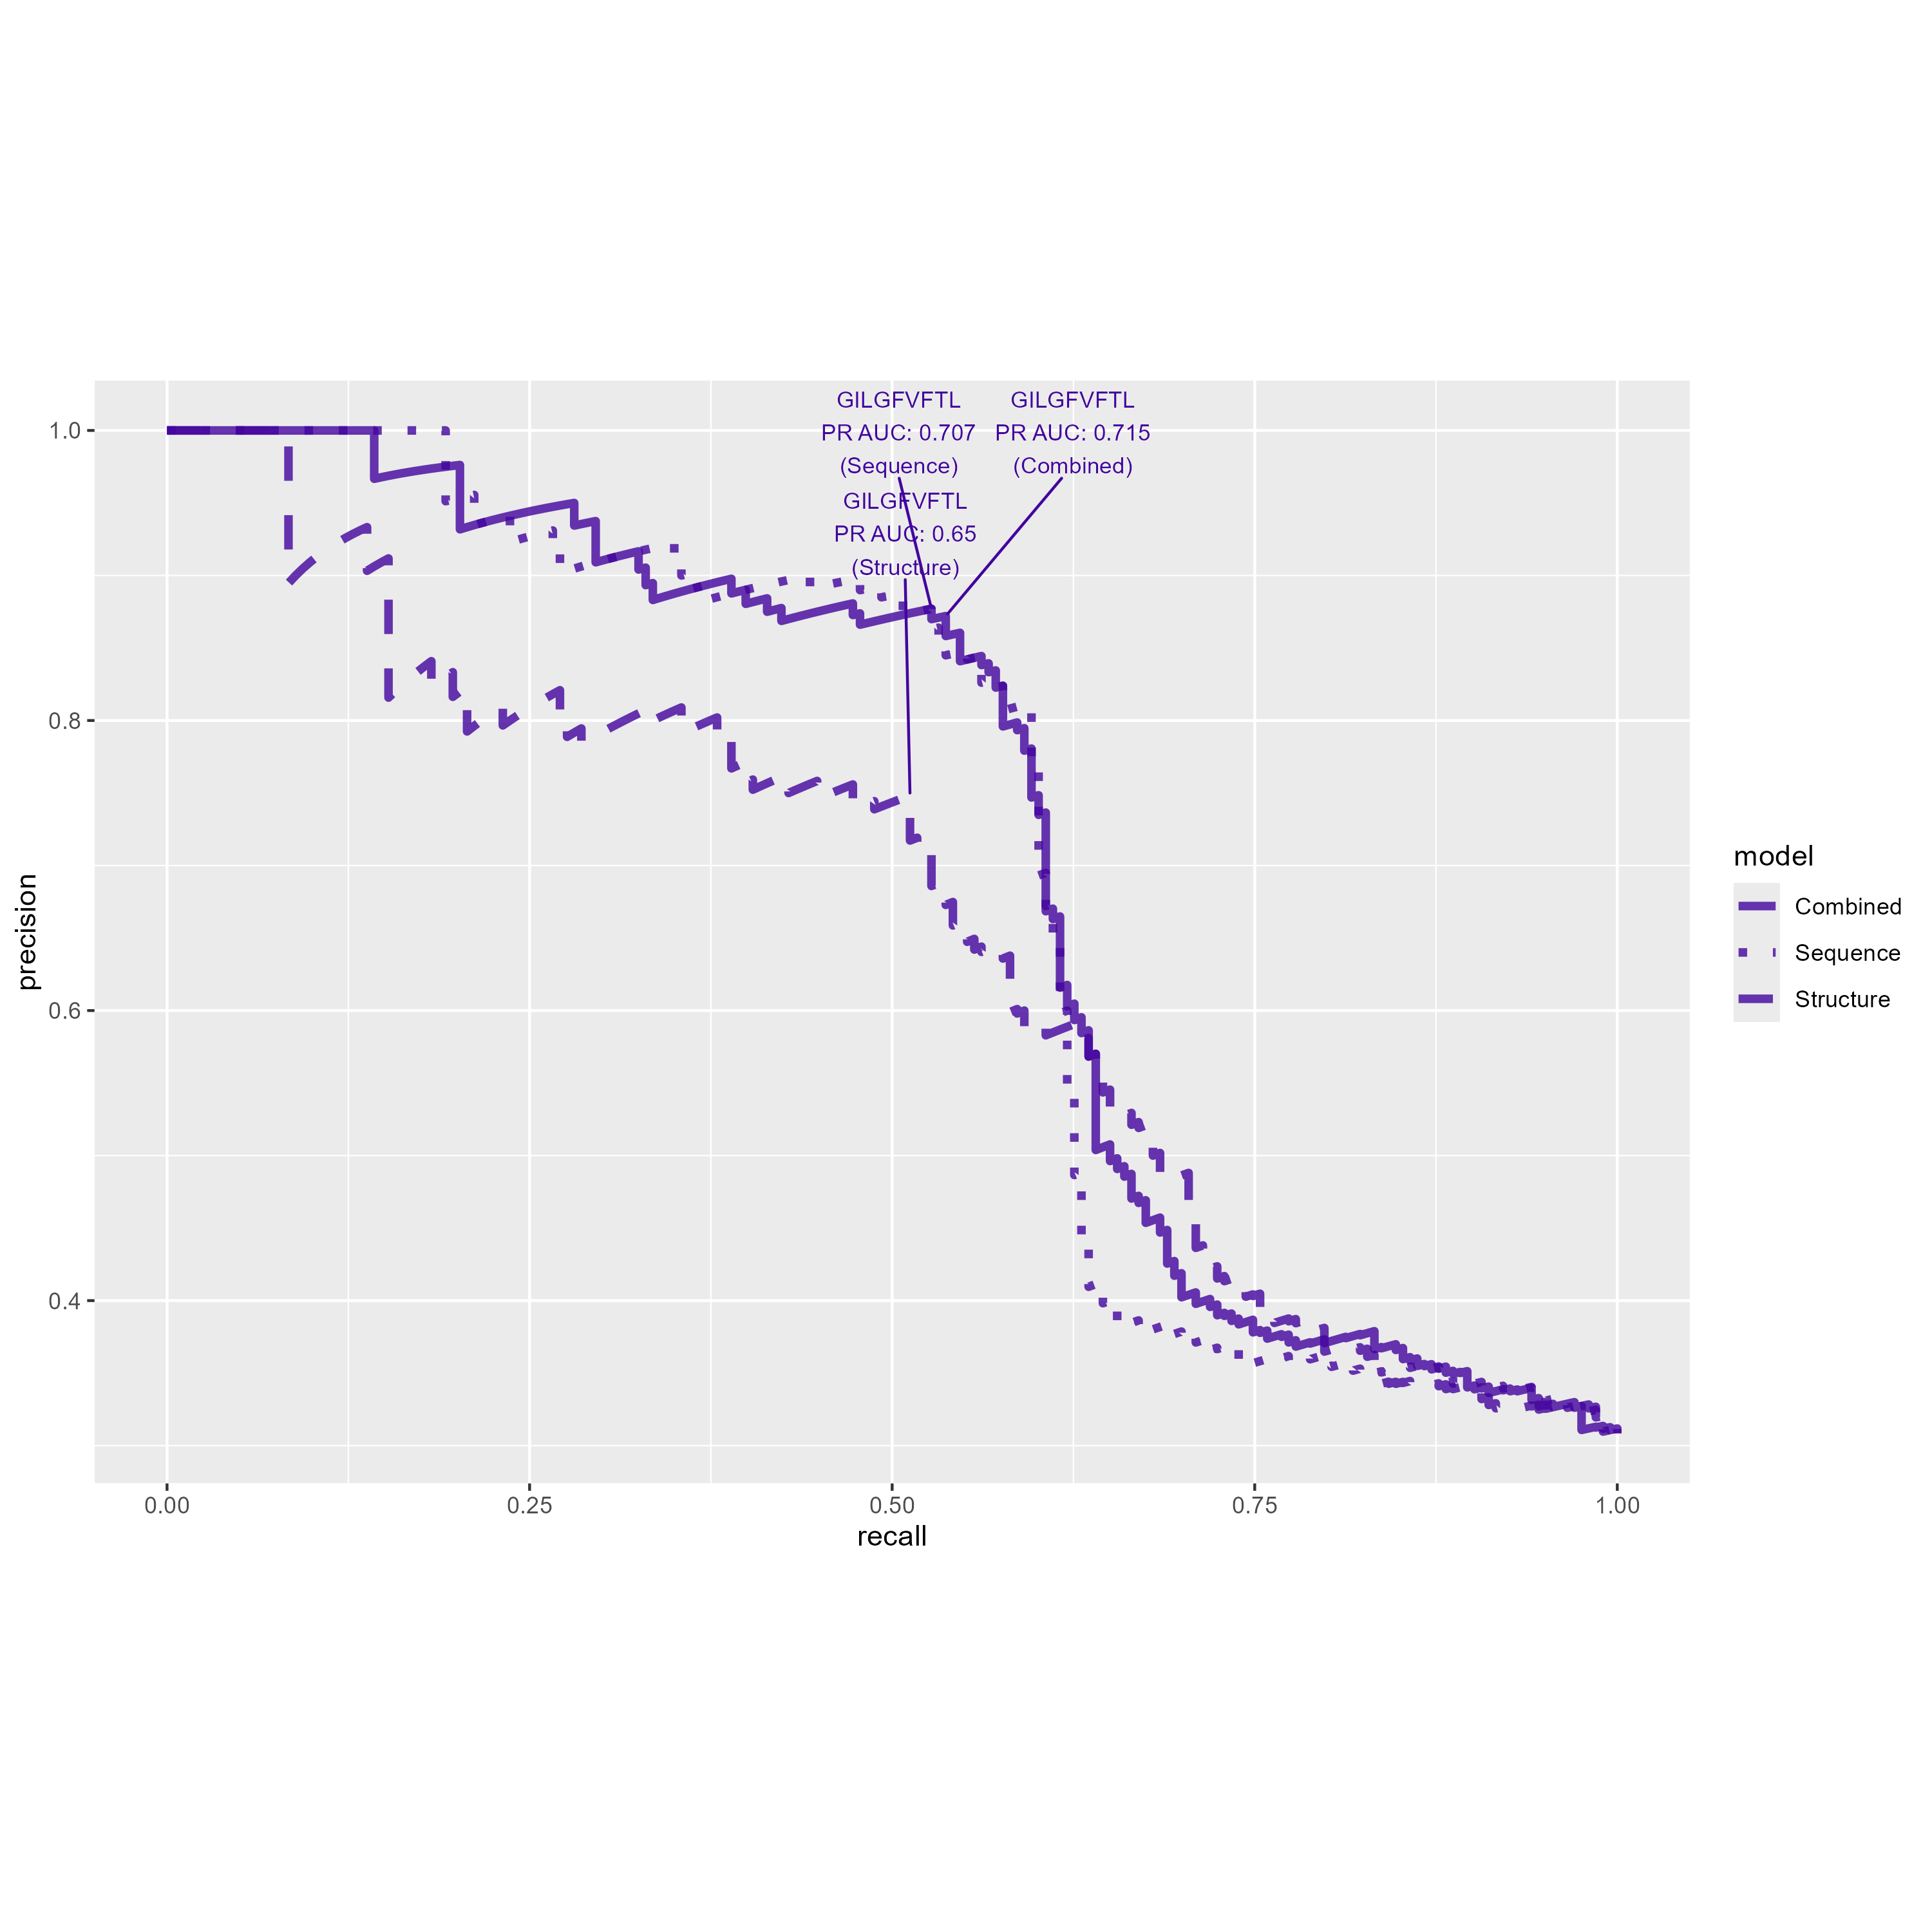 GILGFVFTL
PR AUC: 0.707
(Sequence)
GILGFVFTL
PR AUC: 0.715
(Combined)
GILGFVFTL
PR AUC: 0.65
(Structure)
1.0
0.8
0.6
0.4
precision
0.00
0.25
0.50
0.75
1.00
recall
model
Combined
Sequence
Structure